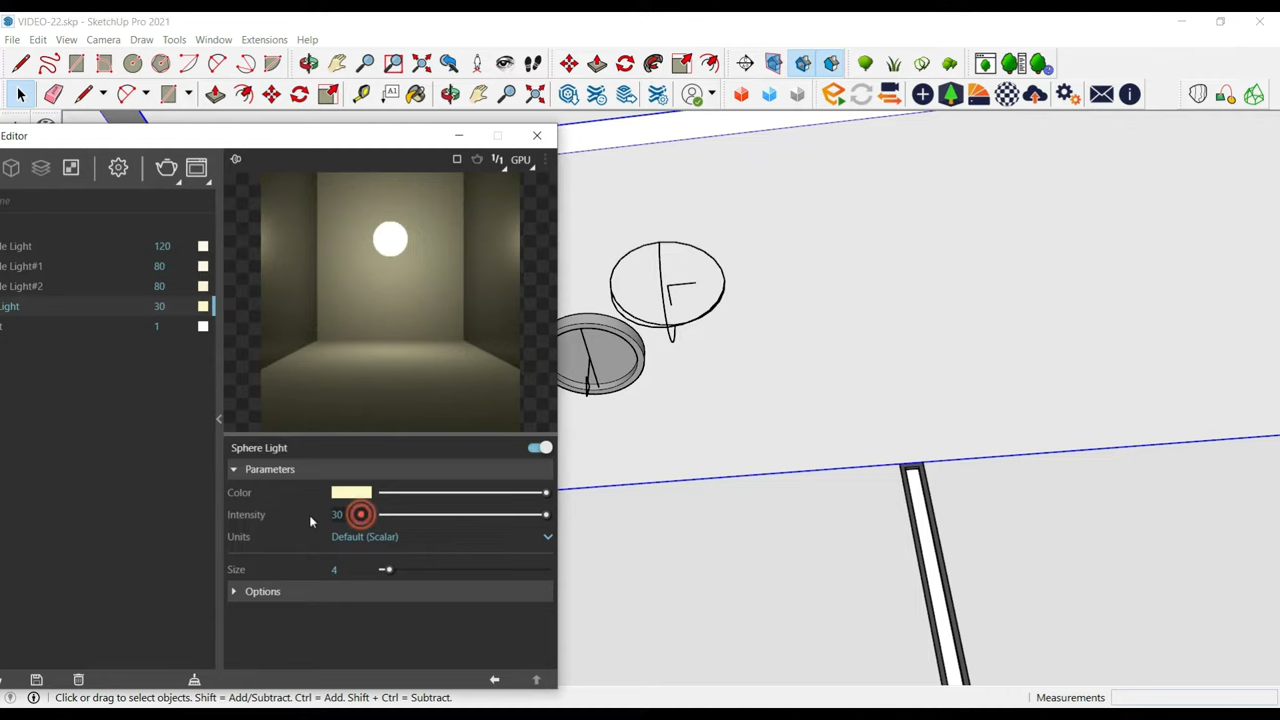 VIDEO-22.skp - SketchUp Pro 2021
File Edit View Camera Draw Tools Window Extensions Help
Editor
GPU
1/1
ne
le Light 120
le Light#1 80
le Light#2 80
Light 30
t 1
Sphere Light
Parameters
Color
Intensity 30
Units Default (Scalar)
Size 4
Options
Click or drag to select objects. Shift = Add/Subtract. Ctrl = Add. Shift + Ctrl = Subtract.
Measurements